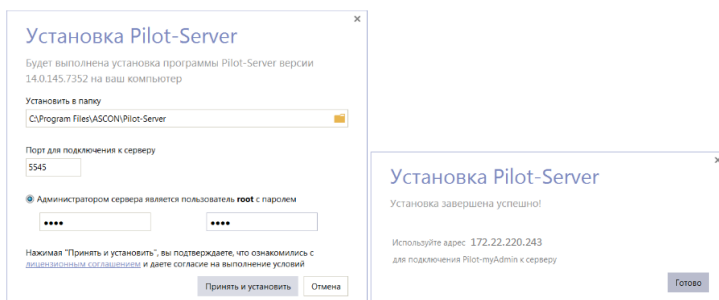 Установка Pilot-Server
Будет выполнена установка программы Pilot-Server версии
14.0.145.7352 на ваш компьютер
Установить в папку
C:\Program Files\ASCON\Pilot-Server
Порт для подключения к серверу
5545
Администратором сервера является пользователь root с паролем
•••• ••••
Нажимая "Принять и установить", вы подтверждаете, что ознакомились с
лицензионным соглашением и даете согласие на выполнение условий
Принять и установить Отмена
Установка Pilot-Server
Установка завершена успешно!
Используйте адрес 172.22.220.243
для подключения Pilot-myAdmin к серверу
Готово